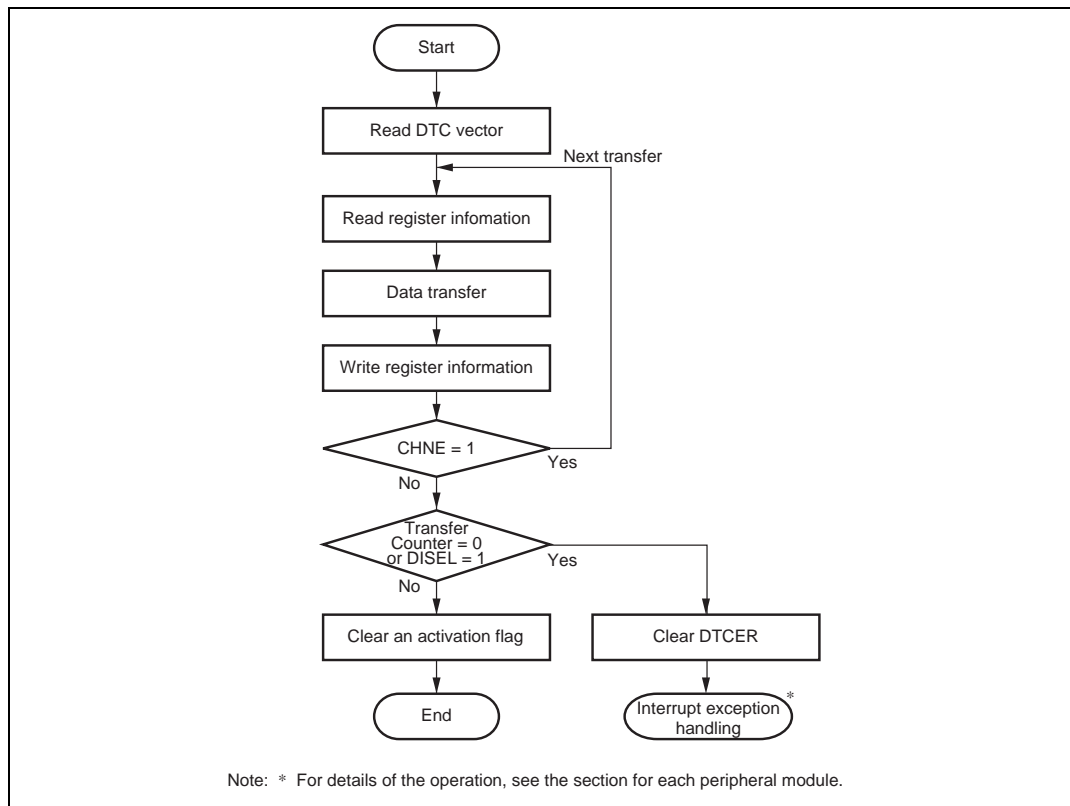 Start
Read DTC vector
Next transfer
Read register infomation
Data transfer
Write register information
CHNE = 1
Yes
No
Transfer
Counter = 0
or DISEL = 1
Yes
No
Clear an activation flag
Clear DTCER
End
Interrupt exception
handling
*
Note: * For details of the operation, see the section for each peripheral module.